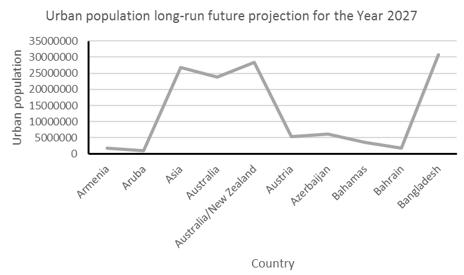 Urban population long-run future projection for the Year 2027
Urban population
35000000
30000000
25000000
20000000
15000000
10000000
5000000
0
Armenia
Aruba
Asia
Australia
Australia/New Zealand
Austria
Azerbaijan
Bahamas
Bahrain
Bangladesh
Country